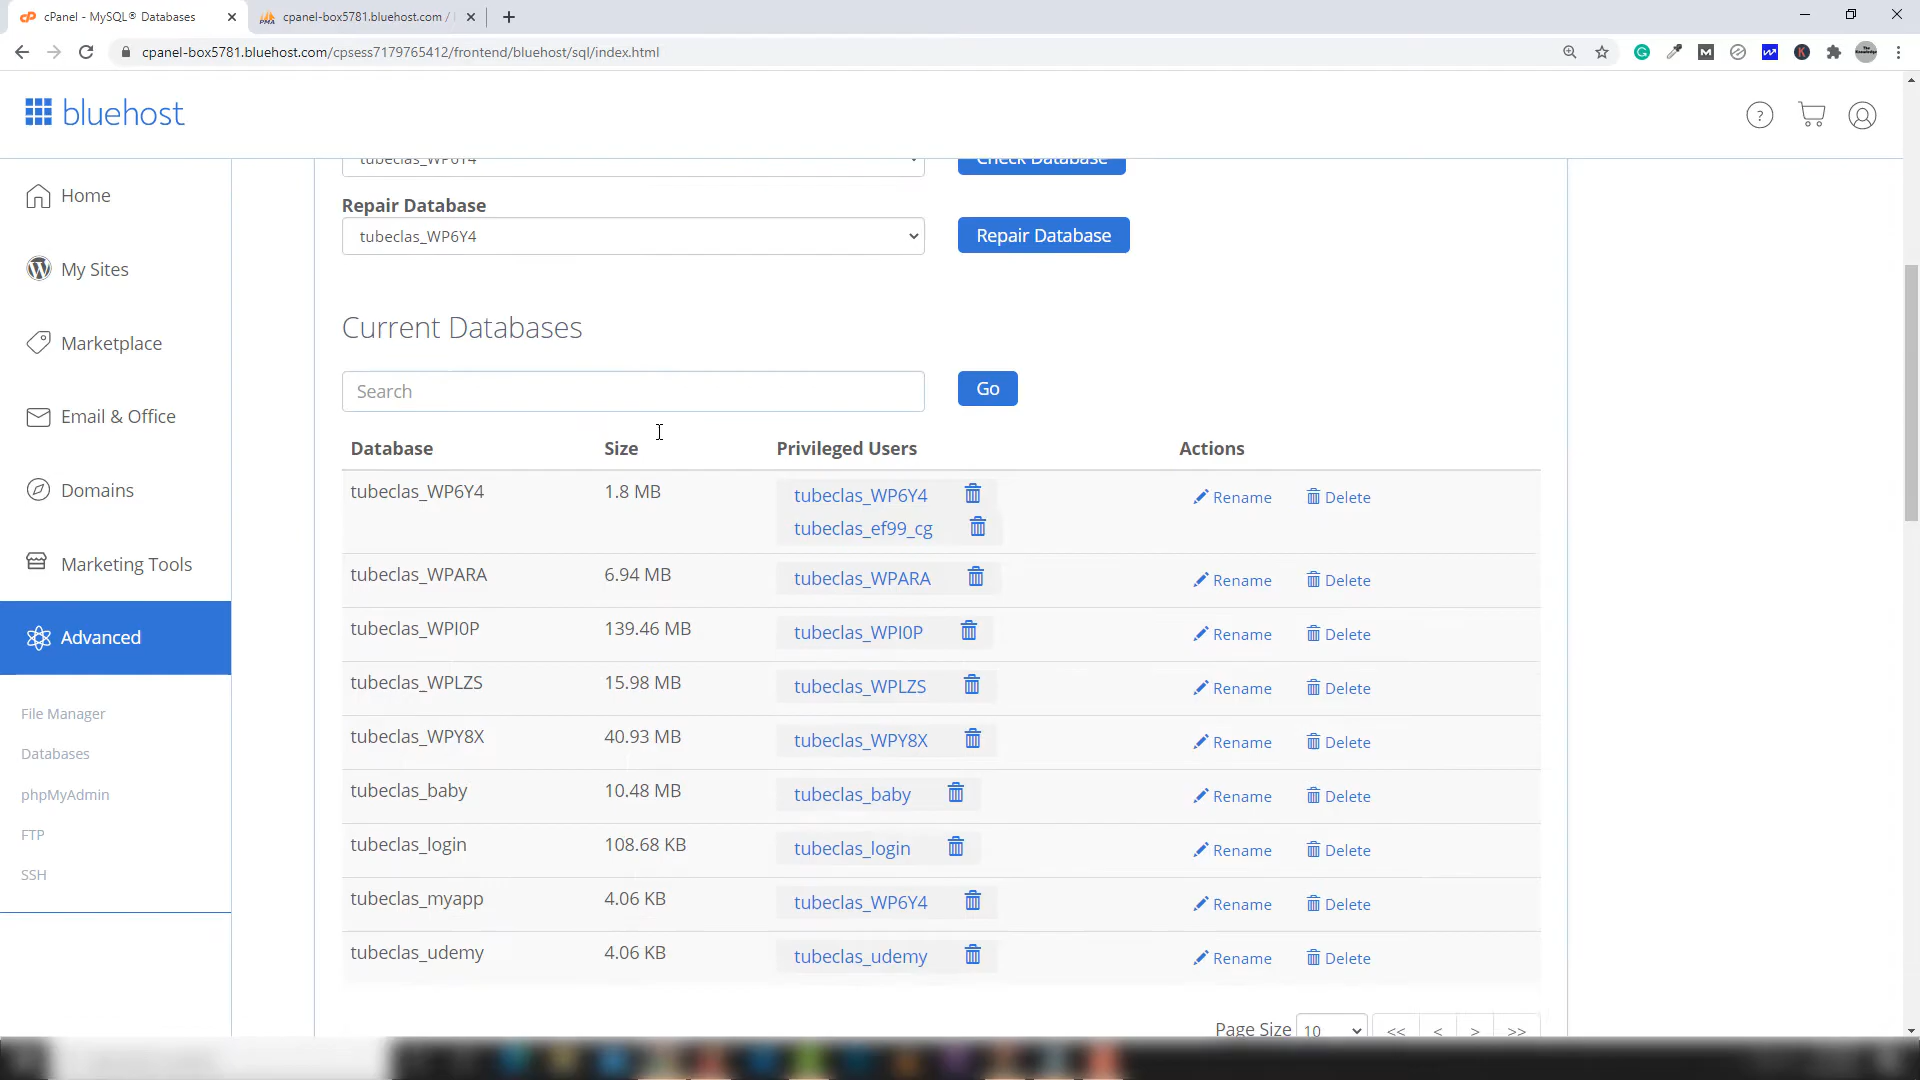 cPanel - MySQL® Databases
cpanel-box5781.bluehost.com /
cpanel-box5781.bluehost.com/cpsess7179765412/frontend/bluehost/sql/index.html
bluehost
Home
My Sites
Marketplace
Email & Office
Domains
Marketing Tools
Advanced
File Manager
Databases
phpMyAdmin
FTP
SSH
tubeclas_WP6Y4
Check Database
Repair Database
tubeclas_WP6Y4
Repair Database
Current Databases
Search
Go
Database Size Privileged Users Actions
tubeclas_WP6Y4 1.8 MB tubeclas_WP6Y4 Rename Delete
tubeclas_ef99_cg
tubeclas_WPARA 6.94 MB tubeclas_WPARA Rename Delete
tubeclas_WPI0P 139.46 MB tubeclas_WPI0P Rename Delete
tubeclas_WPLZS 15.98 MB tubeclas_WPLZS Rename Delete
tubeclas_WPY8X 40.93 MB tubeclas_WPY8X Rename Delete
tubeclas_baby 10.48 MB tubeclas_baby Rename Delete
tubeclas_login 108.68 KB tubeclas_login Rename Delete
tubeclas_myapp 4.06 KB tubeclas_WP6Y4 Rename Delete
tubeclas_udemy 4.06 KB tubeclas_udemy Rename Delete
Page Size 10 << < > >>